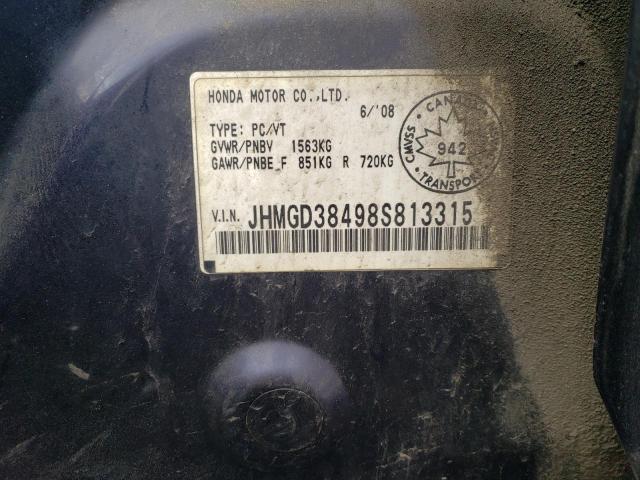 HONDA MOTOR CO.,LTD.
6/'08
TYPE: PC/VT
GVWR/PNBV 1563KG
GAWR/PNBE F 851KG R 720KG
CANADA
CMVSS
942
TRANSPORT
V.I.N. JHMGD38498S813315